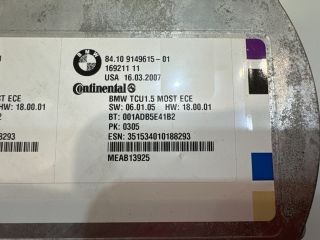 BMW
84.10 9149615-01
169211 11
USA 16.03.2007
Continental
OST ECE
BMW TCU1.5 MOST ECE
HW: 18.00.01
SW: 06.01.05 HW: 18.00.01
BT: 001ADB5E41B2
PK: 0305
88293
ESN: 351534010188293
MEA813925